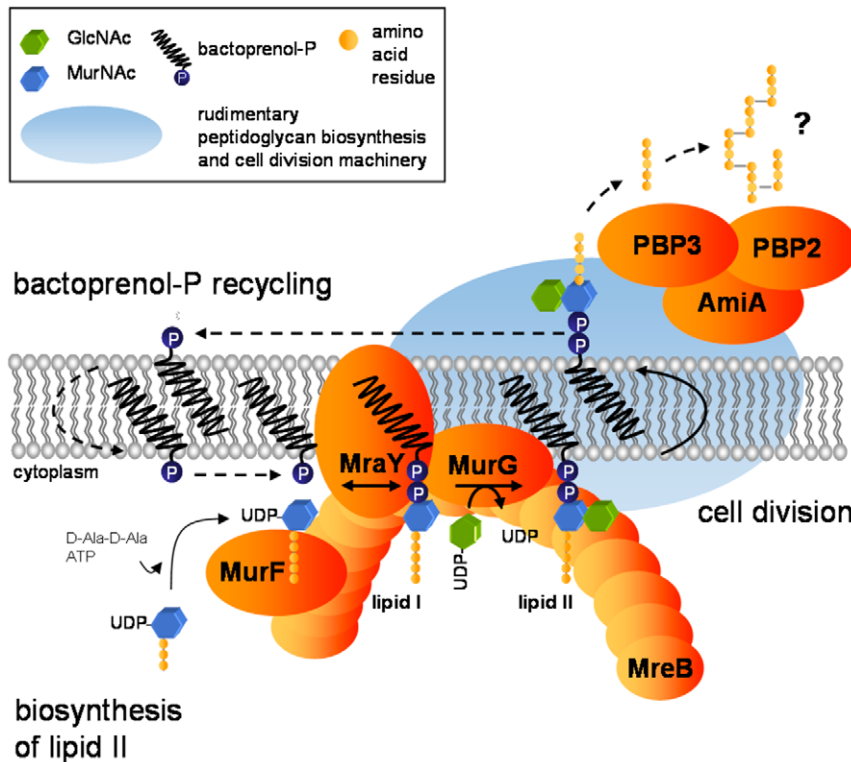 GlcNAc
MurNAc
bactoprenol-P
P
amino
acid
residue
rudimentary
peptidoglycan biosynthesis
and cell division machinery
?
PBP3
PBP2
AmiA
bactoprenol-P recycling
P
P
P
cytoplasm
P
P
MraY
P
P
MurG
P
P
cell division
UDP
D-Ala-D-Ala
ATP
MurF
UDP
UDP
UDP
lipid I
lipid II
MreB
biosynthesis
of lipid II